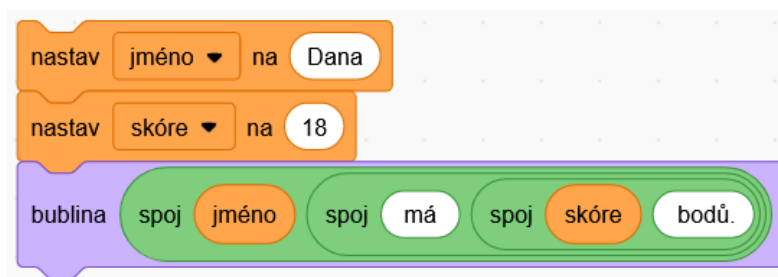 nastav jméno na Dana
nastav skóre na 18
bublina spoj jméno spoj má spoj skóre bodů.